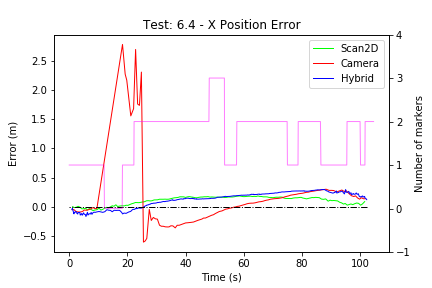 Test: 6.4 - X Position Error
Scan2D
Camera
Hybrid
Error (m)
2.5
2.0
1.5
1.0
0.5
0.0
−0.5
4
3
2
1
0
−1
Number of markers
0
20
40
60
80
100
Time (s)